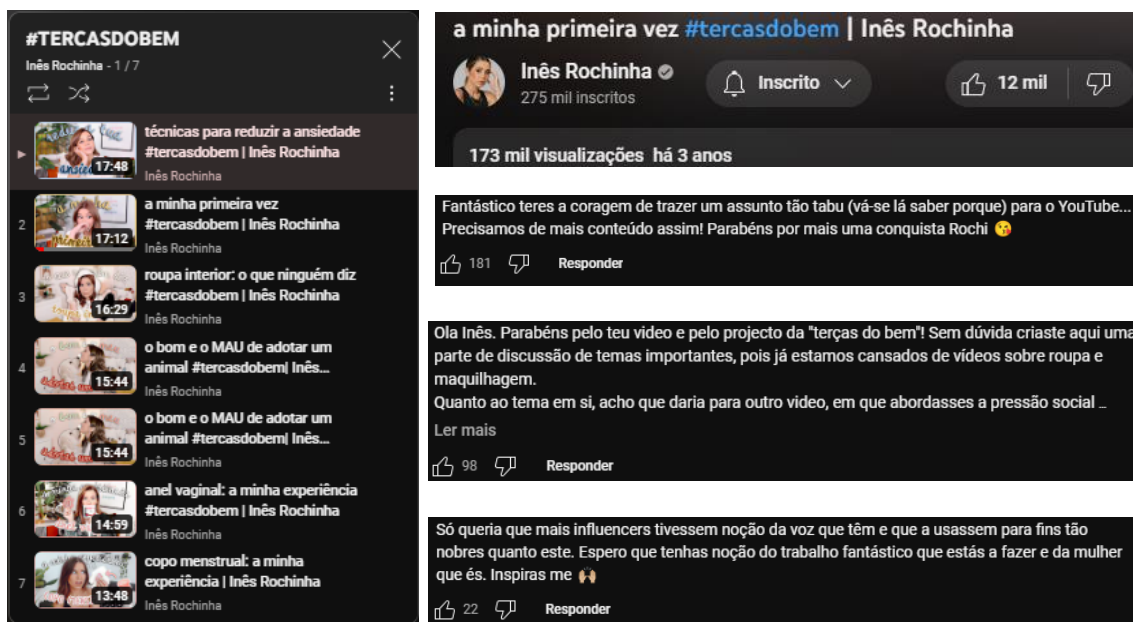 #TERCASDOBEM
Inês Rochinha - 1 / 7
técnicas para reduzir a ansiedade
#tercasdobem | Inês Rochinha
17:48
Inês Rochinha
2
a minha primeira vez
#tercasdobem | Inês Rochinha
17:12
Inês Rochinha
3
roupa interior: o que ninguém diz
#tercasdobem | Inês Rochinha
16:29
Inês Rochinha
4
o bom e o MAU de adotar um
animal #tercasdobem| Inês...
15:44
Inês Rochinha
5
o bom e o MAU de adotar um
animal #tercasdobem| Inês...
15:44
Inês Rochinha
6
anel vaginal: a minha experiência
#tercasdobem | Inês Rochinha
14:59
Inês Rochinha
7
copo menstrual: a minha
experiência | Inês Rochinha
13:48
Inês Rochinha
a minha primeira vez #tercasdobem | Inês Rochinha
Inês Rochinha
275 mil inscritos
Inscrito
12 mil
173 mil visualizações há 3 anos
Fantástico teres a coragem de trazer um assunto tão tabu (vá-se lá saber porque) para o YouTube...
Precisamos de mais conteúdo assim! Parabéns por mais uma conquista Rochi 😘
181 Responder
Ola Inês. Parabéns pelo teu video e pelo projecto da "terças do bem"! Sem dúvida criaste aqui uma
parte de discussão de temas importantes, pois já estamos cansados de vídeos sobre roupa e
maquilhagem.
Quanto ao tema em si, acho que daria para outro video, em que abordasses a pressão social ...
Ler mais
98 Responder
Só queria que mais influencers tivessem noção da voz que têm e que a usassem para fins tão
nobres quanto este. Espero que tenhas noção do trabalho fantástico que estás a fazer e da mulher
que és. Inspiras me 🙌🏼
22 Responder